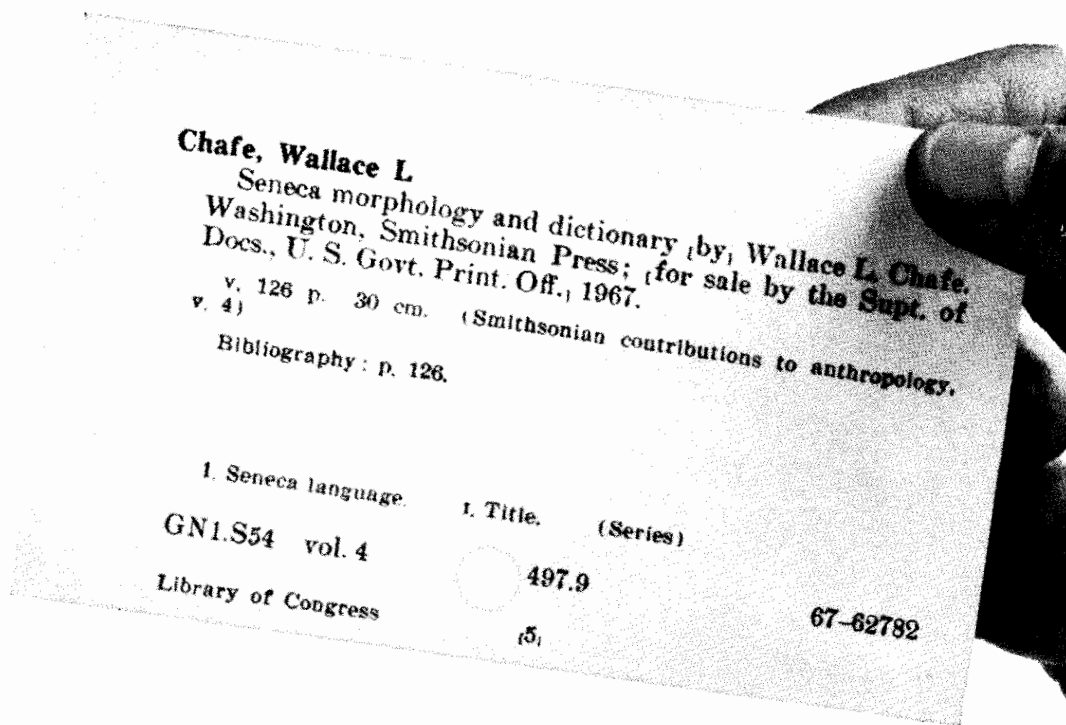 Chafe, Wallace L
Seneca morphology and dictionary [by] Wallace L. Chafe.
Washington, Smithsonian Press; [for sale by the Supt. of
Docs., U. S. Govt. Print. Off.] 1967.
v, 126 p. 30 cm. (Smithsonian contributions to anthropology,
v. 4)
Bibliography: p. 126.
1. Seneca language. I. Title. (Series)
GN1.S54 vol. 4 497.9 67–62782
Library of Congress [5]